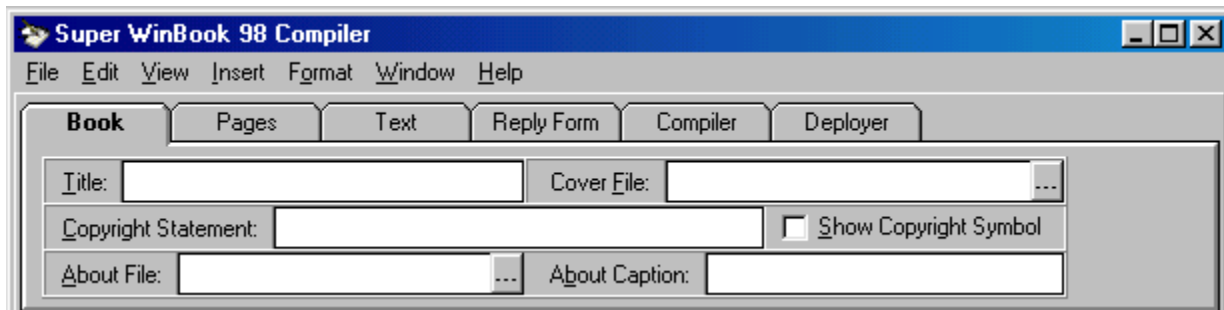 Super WinBook 98 Compiler
File Edit View Insert Format Window Help
Book Pages Text Reply Form Compiler Deployer
Title: Cover File: ...
Copyright Statement: Show Copyright Symbol
About File: ... About Caption: